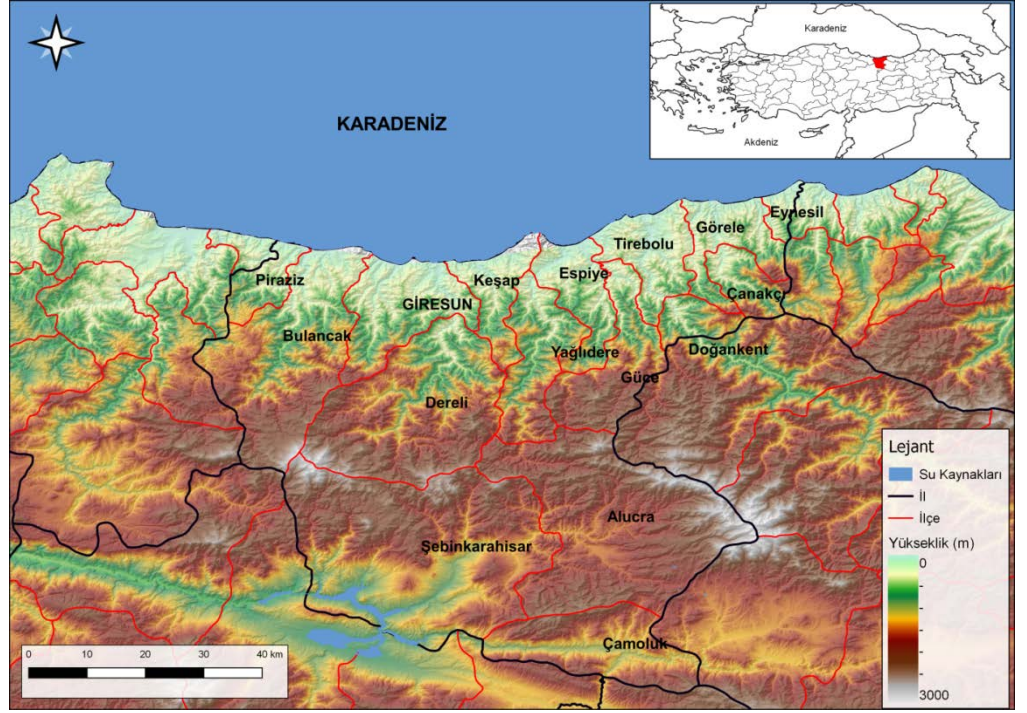 Karadeniz
Akdeniz
KARADENİZ
Eynesil
Görele
Tirebolu
Piraziz
Keşap
Espiye
Çanakçı
GİRESUN
Bulancak
Yağlıdere
Doğankent
Güce
Dereli
Alucra
Şebinkarahisar
Çamoluk
Lejant
Su Kaynakları
İl
İlçe
Yükseklik (m)
0
3000
0 10 20 30 40 km